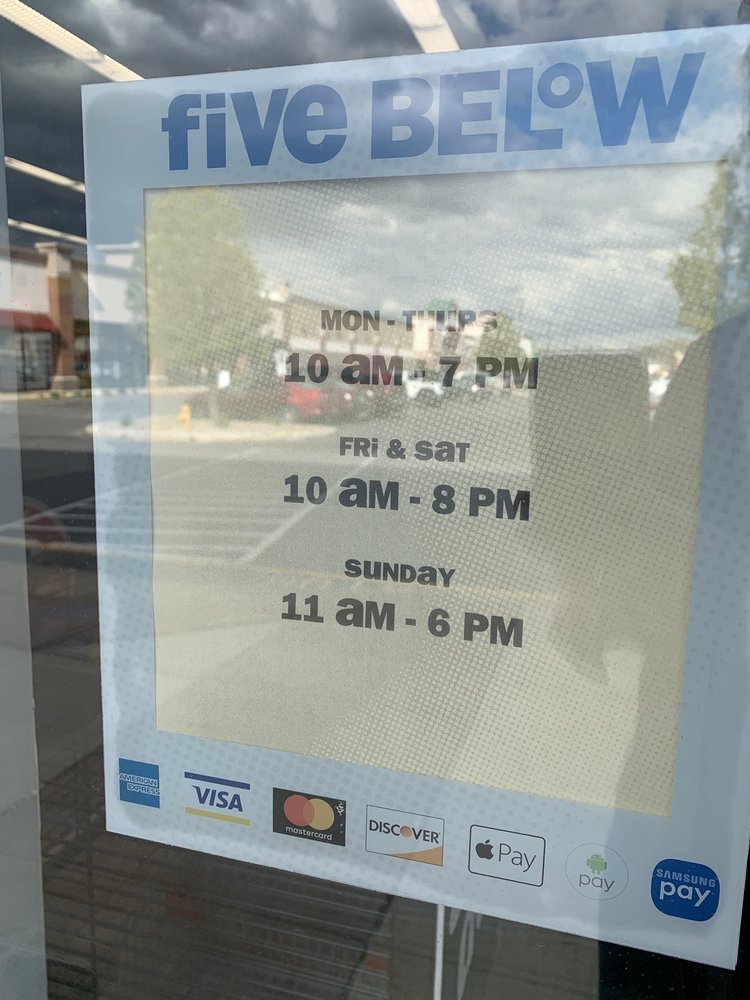 five BELOW
MON - THURS
10 aM - 7 PM
FRi & saT
10 aM - 8 PM
sUNDaY
11 aM - 6 PM
AMERICAN EXPRESS
VISA
mastercard
DISCOVER
Pay
pay
SAMSUNG pay